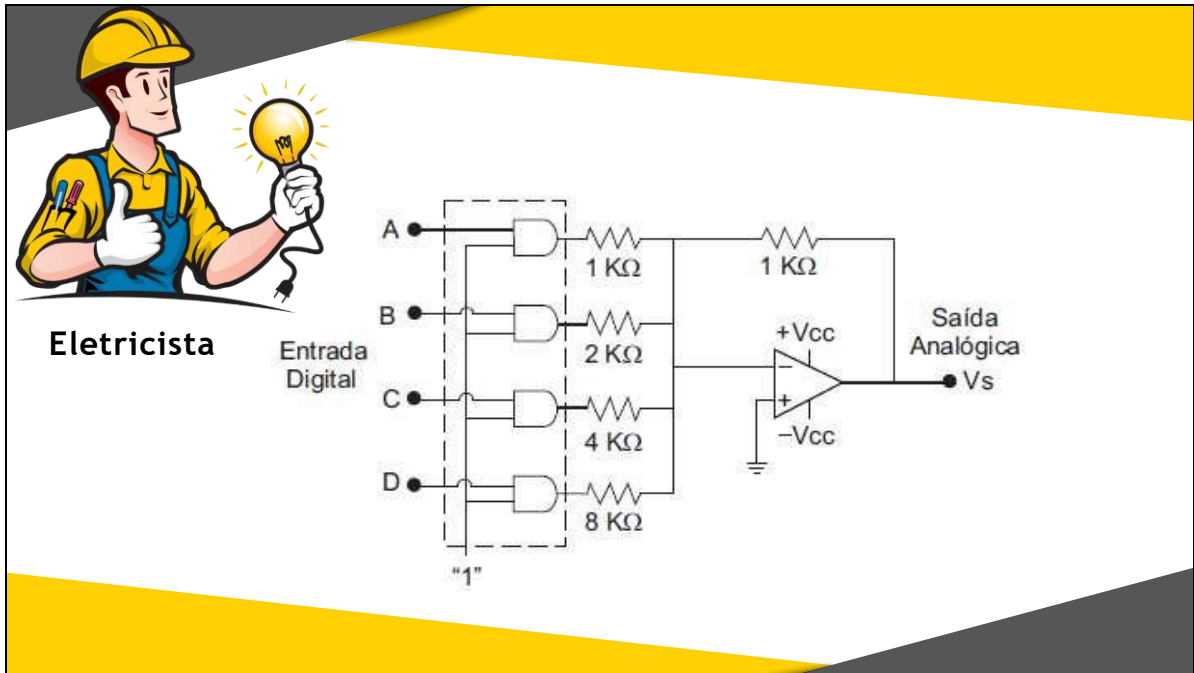 Eletricista
Entrada
Digital
A
B
C
D
"1"
1 KΩ
2 KΩ
4 KΩ
8 KΩ
1 KΩ
+Vcc
−
+
−Vcc
Saída
Analógica
Vs